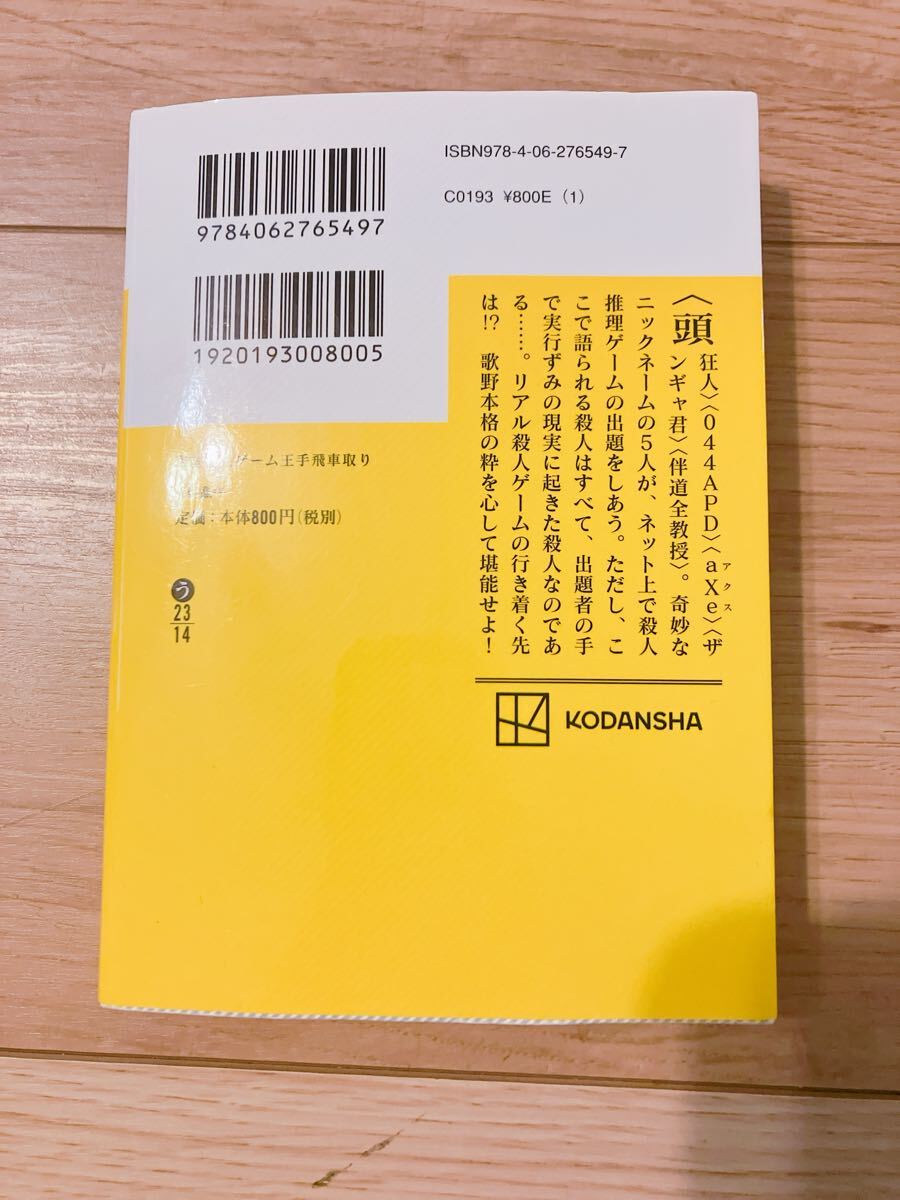 ISBN978-4-06-276549-7
C0193 ¥800E (1)
9784062765497
1920193008005
〈頭狂人〉〈044APD〉〈aXe〉〈ザ
アクス
ンギャ君〉〈伴道全教授〉。奇妙な
ニックネームの5人が、ネット上で殺人
推理ゲームの出題をしあう。ただし、こ
こで語られる殺人はすべて、出題者の手
で実行ずみの現実に起きた殺人なのであ
る……。リアル殺人ゲームの行き着く先
は!? 歌野本格の粋を心して堪能せよ!
KODANSHA
ゲーム王手飛車取り
定価:本体800円(税別)
う
23
14